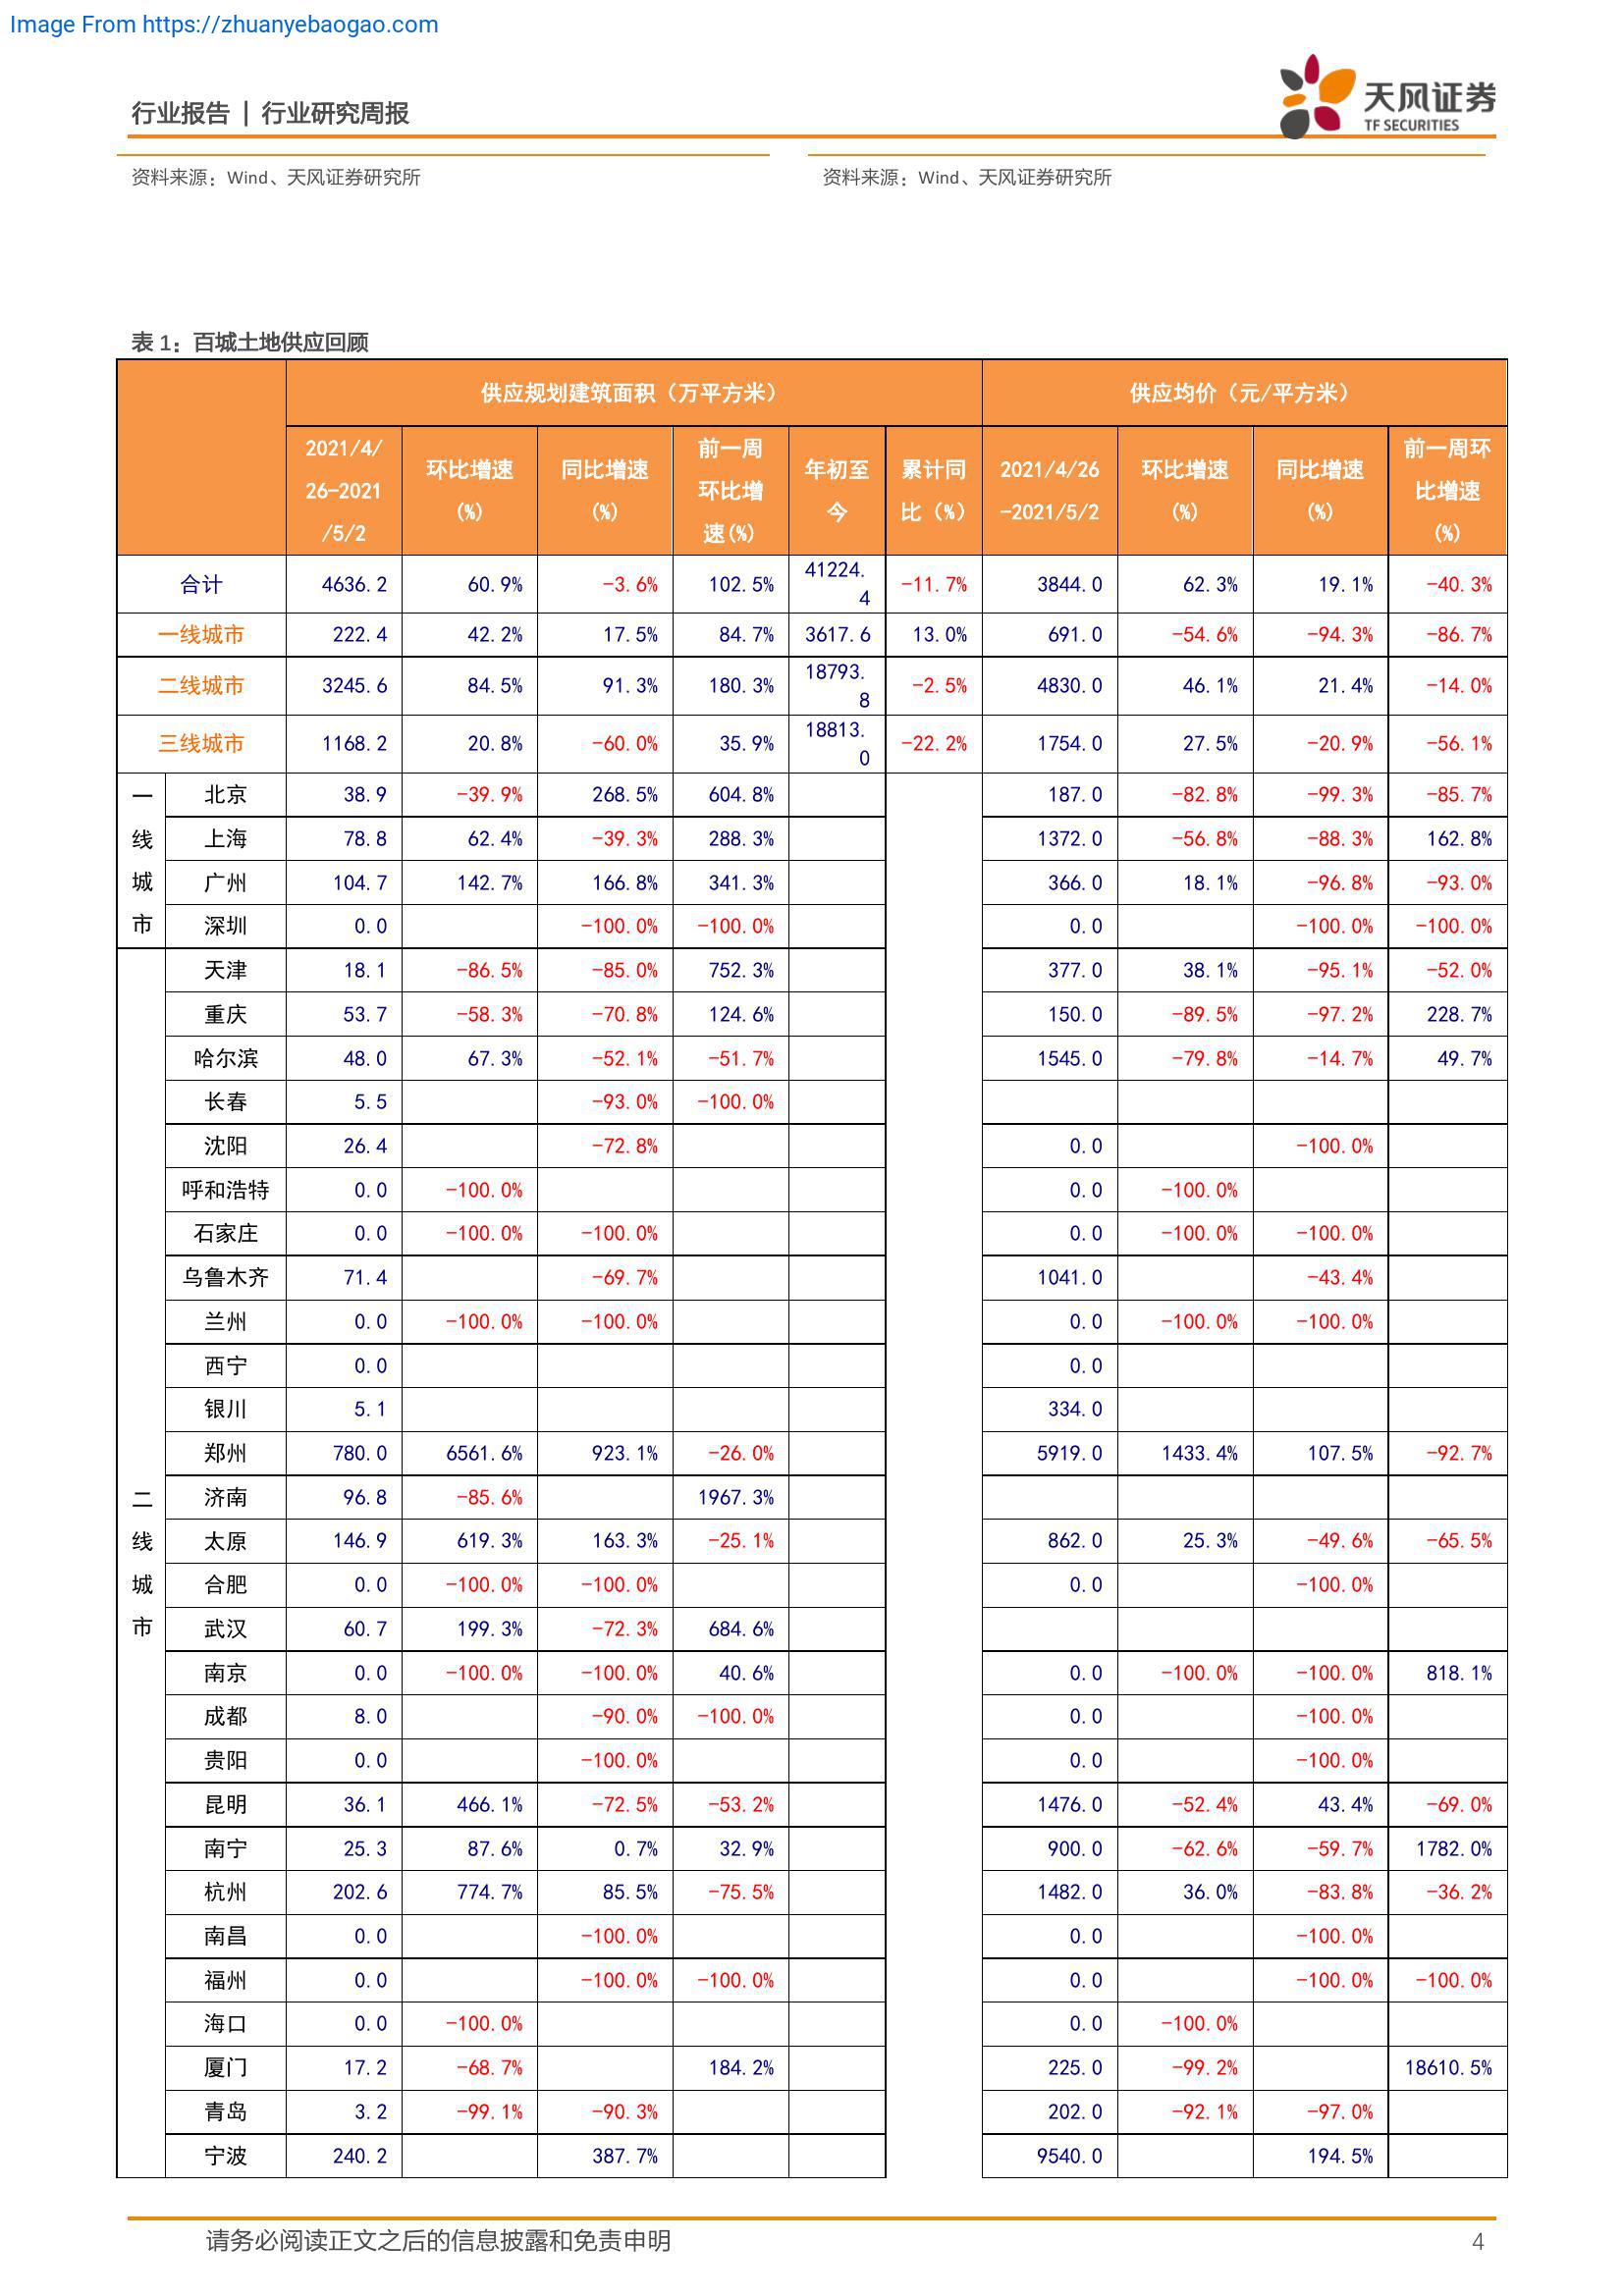 Image From https://zhuanyebaogao.com
行业报告 | 行业研究周报
天风证券
TF SECURITIES
资料来源：Wind、天风证券研究所 资料来源：Wind、天风证券研究所
表 1：百城土地供应回顾
供应规划建筑面积（万平方米） 供应均价（元/平方米）
2021/4/26-2021/5/2 环比增速(%) 同比增速(%) 前一周环比增速(%) 年初至今 累计同比（%） 2021/4/26-2021/5/2 环比增速(%) 同比增速(%) 前一周环比增速(%)
合计 4636.2 60.9% -3.6% 102.5% 41224.4 -11.7% 3844.0 62.3% 19.1% -40.3%
一线城市 222.4 42.2% 17.5% 84.7% 3617.6 13.0% 691.0 -54.6% -94.3% -86.7%
二线城市 3245.6 84.5% 91.3% 180.3% 18793.8 -2.5% 4830.0 46.1% 21.4% -14.0%
三线城市 1168.2 20.8% -60.0% 35.9% 18813.0 -22.2% 1754.0 27.5% -20.9% -56.1%
一线城市
北京 38.9 -39.9% 268.5% 604.8% 187.0 -82.8% -99.3% -85.7%
上海 78.8 62.4% -39.3% 288.3% 1372.0 -56.8% -88.3% 162.8%
广州 104.7 142.7% 166.8% 341.3% 366.0 18.1% -96.8% -93.0%
深圳 0.0 -100.0% -100.0% 0.0 -100.0% -100.0%
二线城市
天津 18.1 -86.5% -85.0% 752.3% 377.0 38.1% -95.1% -52.0%
重庆 53.7 -58.3% -70.8% 124.6% 150.0 -89.5% -97.2% 228.7%
哈尔滨 48.0 67.3% -52.1% -51.7% 1545.0 -79.8% -14.7% 49.7%
长春 5.5 -93.0% -100.0%
沈阳 26.4 -72.8% 0.0 -100.0%
呼和浩特 0.0 -100.0% 0.0 -100.0%
石家庄 0.0 -100.0% -100.0% 0.0 -100.0% -100.0%
乌鲁木齐 71.4 -69.7% 1041.0 -43.4%
兰州 0.0 -100.0% -100.0% 0.0 -100.0% -100.0%
西宁 0.0 0.0
银川 5.1 334.0
郑州 780.0 6561.6% 923.1% -26.0% 5919.0 1433.4% 107.5% -92.7%
济南 96.8 -85.6% 1967.3%
太原 146.9 619.3% 163.3% -25.1% 862.0 25.3% -49.6% -65.5%
合肥 0.0 -100.0% -100.0% 0.0 -100.0%
武汉 60.7 199.3% -72.3% 684.6%
南京 0.0 -100.0% -100.0% 40.6% 0.0 -100.0% -100.0% 818.1%
成都 8.0 -90.0% -100.0% 0.0 -100.0%
贵阳 0.0 -100.0% 0.0 -100.0%
昆明 36.1 466.1% -72.5% -53.2% 1476.0 -52.4% 43.4% -69.0%
南宁 25.3 87.6% 0.7% 32.9% 900.0 -62.6% -59.7% 1782.0%
杭州 202.6 774.7% 85.5% -75.5% 1482.0 36.0% -83.8% -36.2%
南昌 0.0 -100.0% 0.0 -100.0%
福州 0.0 -100.0% -100.0% 0.0 -100.0% -100.0%
海口 0.0 -100.0% 0.0 -100.0%
厦门 17.2 -68.7% 184.2% 225.0 -99.2% 18610.5%
青岛 3.2 -99.1% -90.3% 202.0 -92.1% -97.0%
宁波 240.2 387.7% 9540.0 194.5%
请务必阅读正文之后的信息披露和免责申明 4